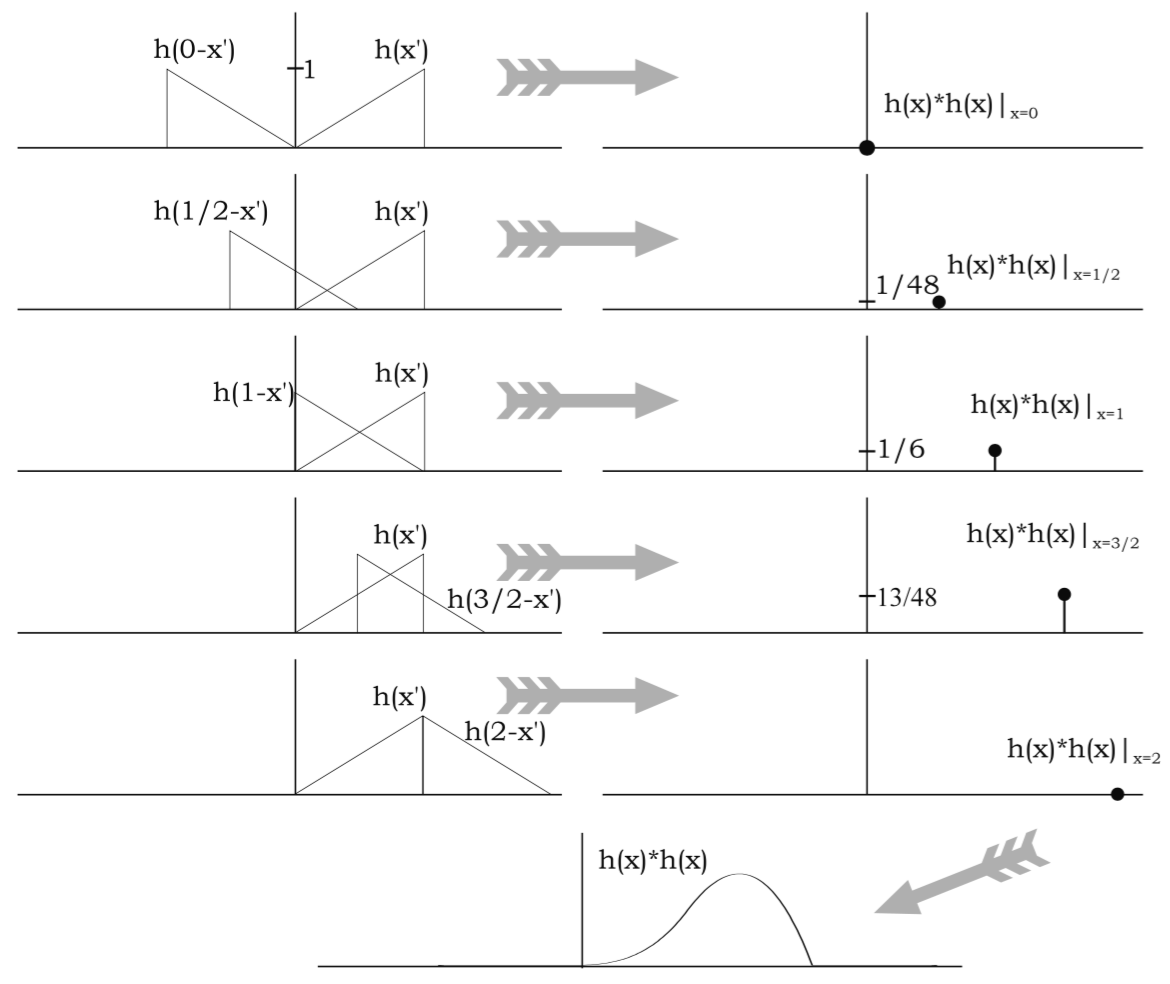 h(0-x') h(x')
1
h(x)*h(x)|x=0
h(1/2-x') h(x')
1/48 h(x)*h(x)|x=1/2
h(1-x') h(x')
1/6 h(x)*h(x)|x=1
h(x')
h(3/2-x')
13/48 h(x)*h(x)|x=3/2
h(x')
h(2-x')
h(x)*h(x)|x=2
h(x)*h(x)